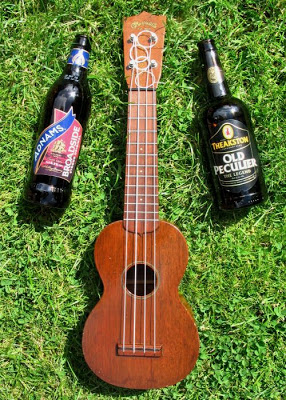 ADNAMS
BROADSIDE
THEAKSTON
OLD
PECULIER
THE LEGEND